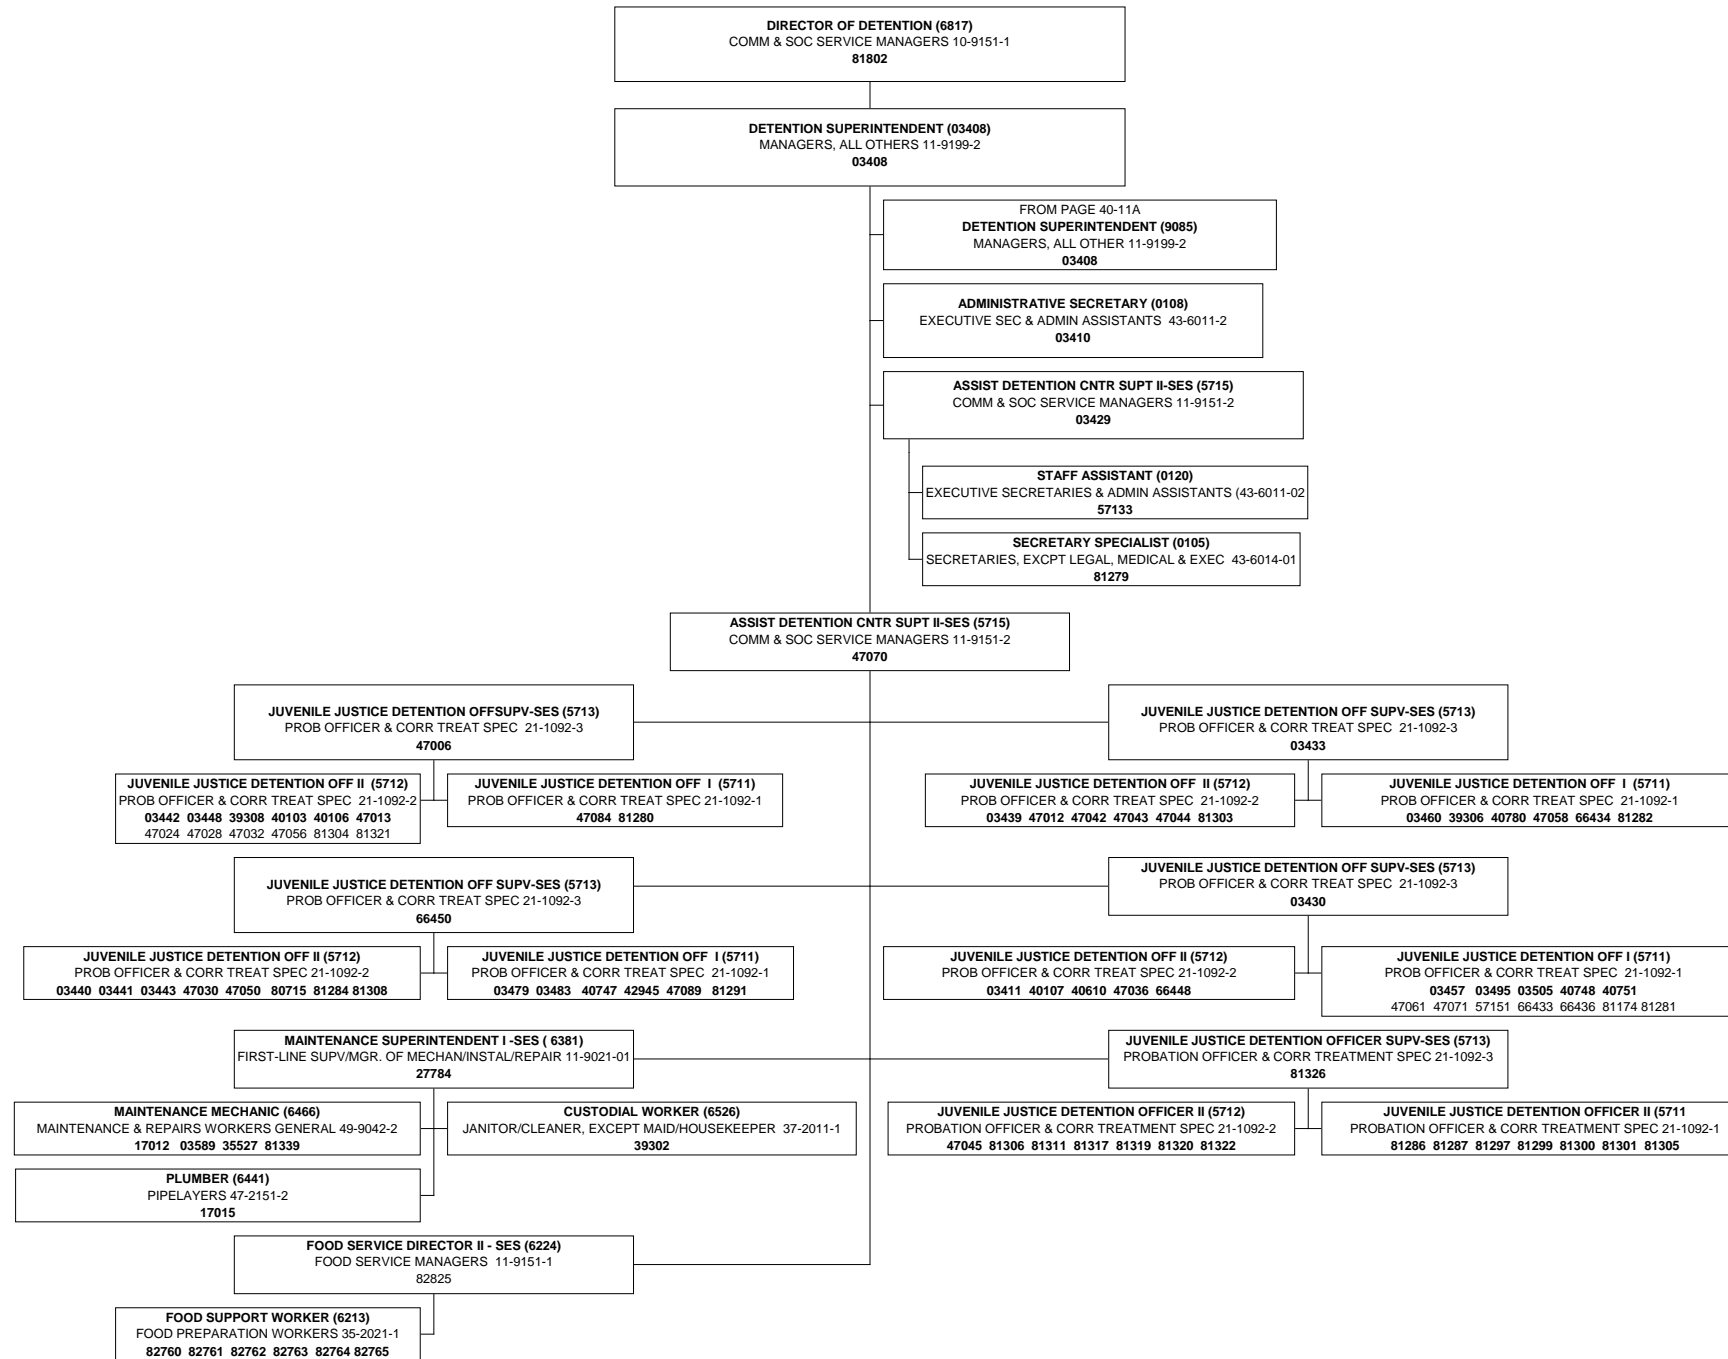 DIRECTOR OF DETENTION (6817)
COMM & SOC SERVICE MANAGERS 10-9151-1
81802
DETENTION SUPERINTENDENT (03408)
MANAGERS, ALL OTHERS 11-9199-2
03408
FROM PAGE 40-11A
DETENTION SUPERINTENDENT (9085)
MANAGERS, ALL OTHER 11-9199-2
03408
ADMINISTRATIVE SECRETARY (0108)
EXECUTIVE SEC & ADMIN ASSISTANTS 43-6011-2
03410
ASSIST DETENTION CNTR SUPT II-SES (5715)
COMM & SOC SERVICE MANAGERS 11-9151-2
03429
STAFF ASSISTANT (0120)
EXECUTIVE SECRETARIES & ADMIN ASSISTANTS (43-6011-02
57133
SECRETARY SPECIALIST (0105)
SECRETARIES, EXCPT LEGAL, MEDICAL & EXEC 43-6014-01
81279
ASSIST DETENTION CNTR SUPT II-SES (5715)
COMM & SOC SERVICE MANAGERS 11-9151-2
47070
JUVENILE JUSTICE DETENTION OFFSUPV-SES (5713)
PROB OFFICER & CORR TREAT SPEC 21-1092-3
47006
JUVENILE JUSTICE DETENTION OFF SUPV-SES (5713)
PROB OFFICER & CORR TREAT SPEC 21-1092-3
03433
JUVENILE JUSTICE DETENTION OFF II (5712)
PROB OFFICER & CORR TREAT SPEC 21-1092-2
03442 03448 39308 40103 40106 47013
47024 47028 47032 47056 81304 81321
JUVENILE JUSTICE DETENTION OFF I (5711)
PROB OFFICER & CORR TREAT SPEC 21-1092-1
47084 81280
JUVENILE JUSTICE DETENTION OFF II (5712)
PROB OFFICER & CORR TREAT SPEC 21-1092-2
03439 47012 47042 47043 47044 81303
JUVENILE JUSTICE DETENTION OFF I (5711)
PROB OFFICER & CORR TREAT SPEC 21-1092-1
03460 39306 40780 47058 66434 81282
JUVENILE JUSTICE DETENTION OFF SUPV-SES (5713)
PROB OFFICER & CORR TREAT SPEC 21-1092-3
66450
JUVENILE JUSTICE DETENTION OFF SUPV-SES (5713)
PROB OFFICER & CORR TREAT SPEC 21-1092-3
03430
JUVENILE JUSTICE DETENTION OFF II (5712)
PROB OFFICER & CORR TREAT SPEC 21-1092-2
03440 03441 03443 47030 47050 80715 81284 81308
JUVENILE JUSTICE DETENTION OFF I (5711)
PROB OFFICER & CORR TREAT SPEC 21-1092-1
03479 03483 40747 42945 47089 81291
JUVENILE JUSTICE DETENTION OFF II (5712)
PROB OFFICER & CORR TREAT SPEC 21-1092-2
03411 40107 40610 47036 66448
JUVENILE JUSTICE DETENTION OFF I (5711)
PROB OFFICER & CORR TREAT SPEC 21-1092-1
03457 03495 03505 40748 40751
47061 47071 57151 66433 66436 81174 81281
MAINTENANCE SUPERINTENDENT I -SES ( 6381)
FIRST-LINE SUPV/MGR. OF MECHAN/INSTAL/REPAIR 11-9021-01
27784
JUVENILE JUSTICE DETENTION OFFICER SUPV-SES (5713)
PROBATION OFFICER & CORR TREATMENT SPEC 21-1092-3
81326
MAINTENANCE MECHANIC (6466)
MAINTENANCE & REPAIRS WORKERS GENERAL 49-9042-2
17012 03589 35527 81339
CUSTODIAL WORKER (6526)
JANITOR/CLEANER, EXCEPT MAID/HOUSEKEEPER 37-2011-1
39302
JUVENILE JUSTICE DETENTION OFFICER II (5712)
PROBATION OFFICER & CORR TREATMENT SPEC 21-1092-2
47045 81306 81311 81317 81319 81320 81322
JUVENILE JUSTICE DETENTION OFFICER II (5711
PROBATION OFFICER & CORR TREATMENT SPEC 21-1092-1
81286 81287 81297 81299 81300 81301 81305
PLUMBER (6441)
PIPELAYERS 47-2151-2
17015
FOOD SERVICE DIRECTOR II - SES (6224)
FOOD SERVICE MANAGERS 11-9151-1
82825
FOOD SUPPORT WORKER (6213)
FOOD PREPARATION WORKERS 35-2021-1
82760 82761 82762 82763 82764 82765